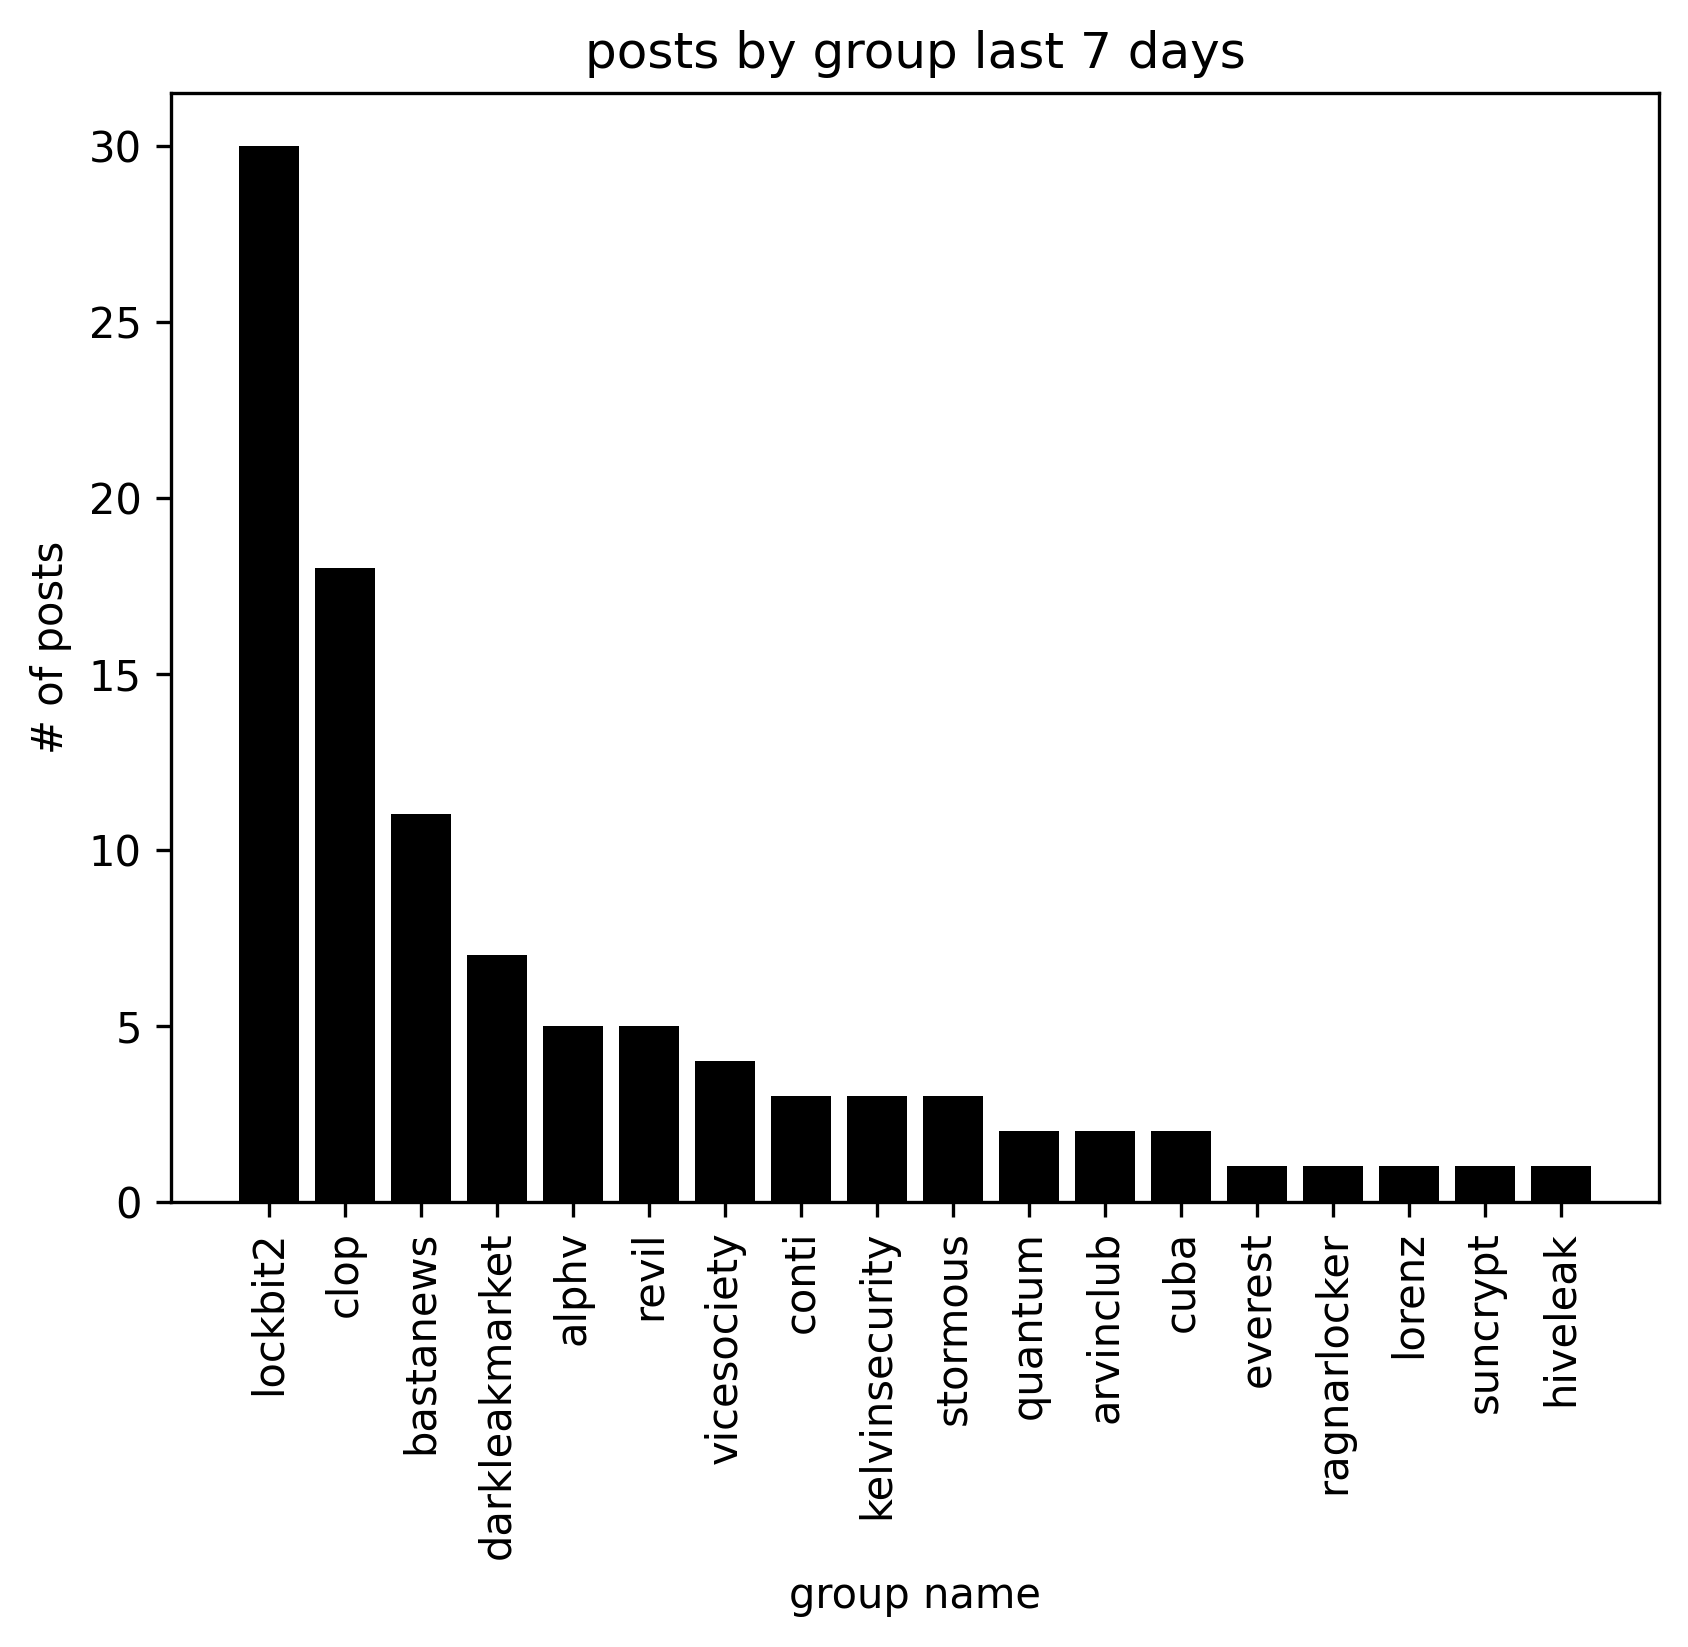 posts by group last 7 days
30
25
20
15
10
5
0
# of posts
lockbit2
clop
bastanews
darkleakmarket
alphv
revil
vicesociety
conti
kelvinsecurity
stormous
quantum
arvinclub
cuba
everest
ragnarlocker
lorenz
suncrypt
hiveleak
group name